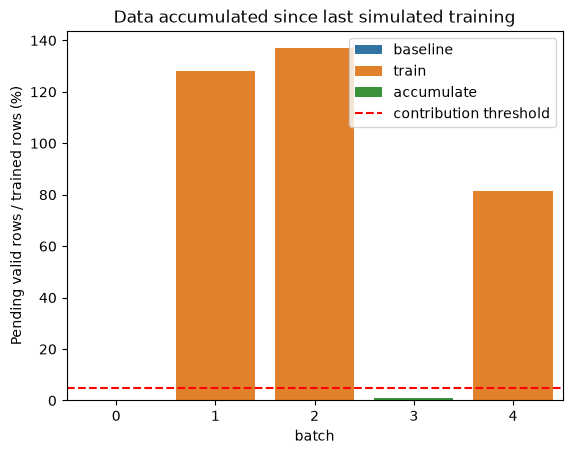 Data accumulated since last simulated training
Pending valid rows / trained rows (%)
140
120
100
80
60
40
20
0
baseline
train
accumulate
contribution threshold
0 1 2 3 4
batch